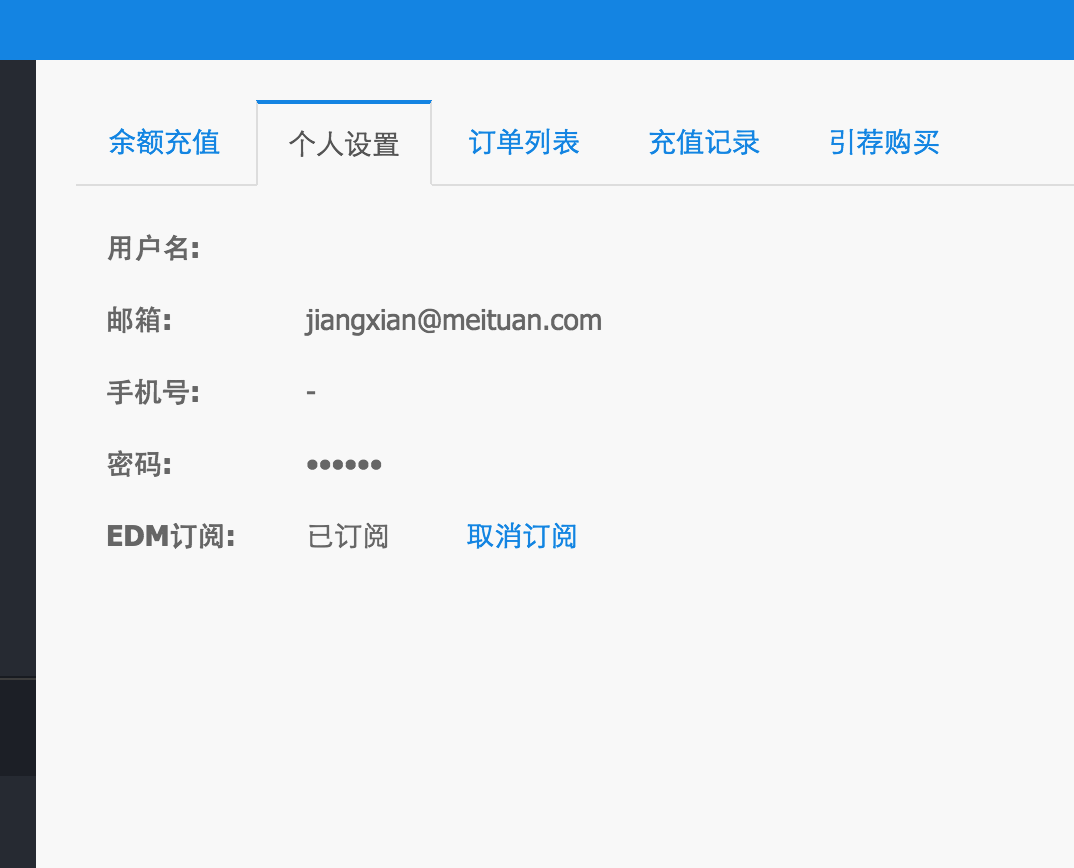 余额充值 个人设置 订单列表 充值记录 引荐购买
用户名:
邮箱: jiangxian@meituan.com
手机号: -
密码: ••••••
EDM订阅: 已订阅 取消订阅